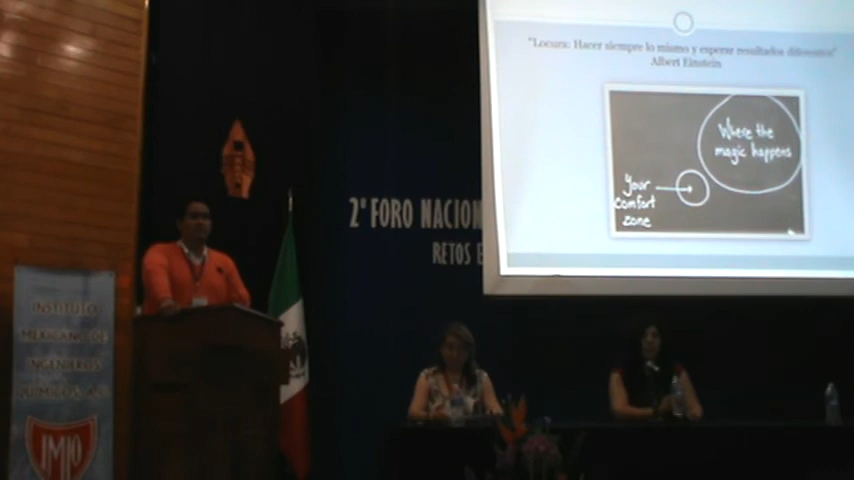 "Locura: Hacer siempre lo mismo y esperar resultados diferentes"
Albert Einstein
Where the
magic happens
Your
comfort
zone
2° FORO NACION
RETOS E
INSTITUTO
MEXICANO DE
INGENIEROS
QUIMICOS, A.C.
IMIQ